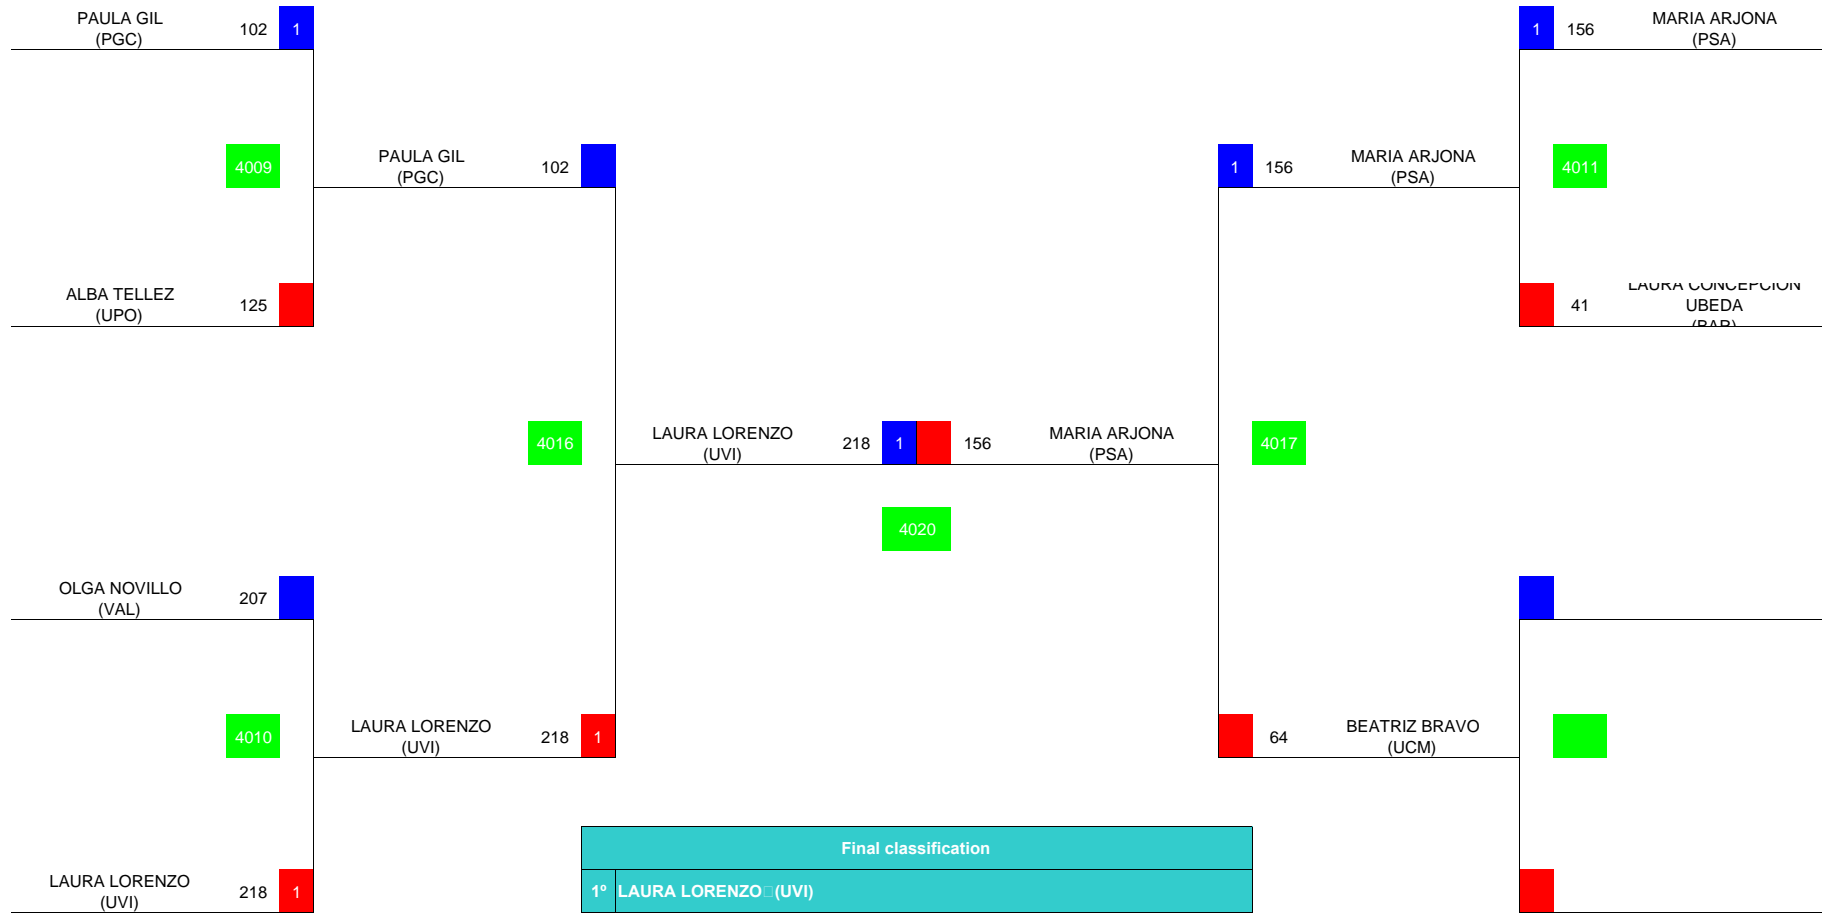 PAULA GIL
(PGC)
102
1
1
156
MARIA ARJONA
(PSA)
4009
PAULA GIL
(PGC)
102
1
156
MARIA ARJONA
(PSA)
4011
ALBA TELLEZ
(UPO)
125
41
LAURA CONCEPCION
UBEDA
(BAR)
4016
LAURA LORENZO
(UVI)
218
1
156
MARIA ARJONA
(PSA)
4017
4020
OLGA NOVILLO
(VAL)
207
4010
LAURA LORENZO
(UVI)
218
1
64
BEATRIZ BRAVO
(UCM)
Final classification
1º LAURA LORENZO (UVI)
LAURA LORENZO
(UVI)
218
1